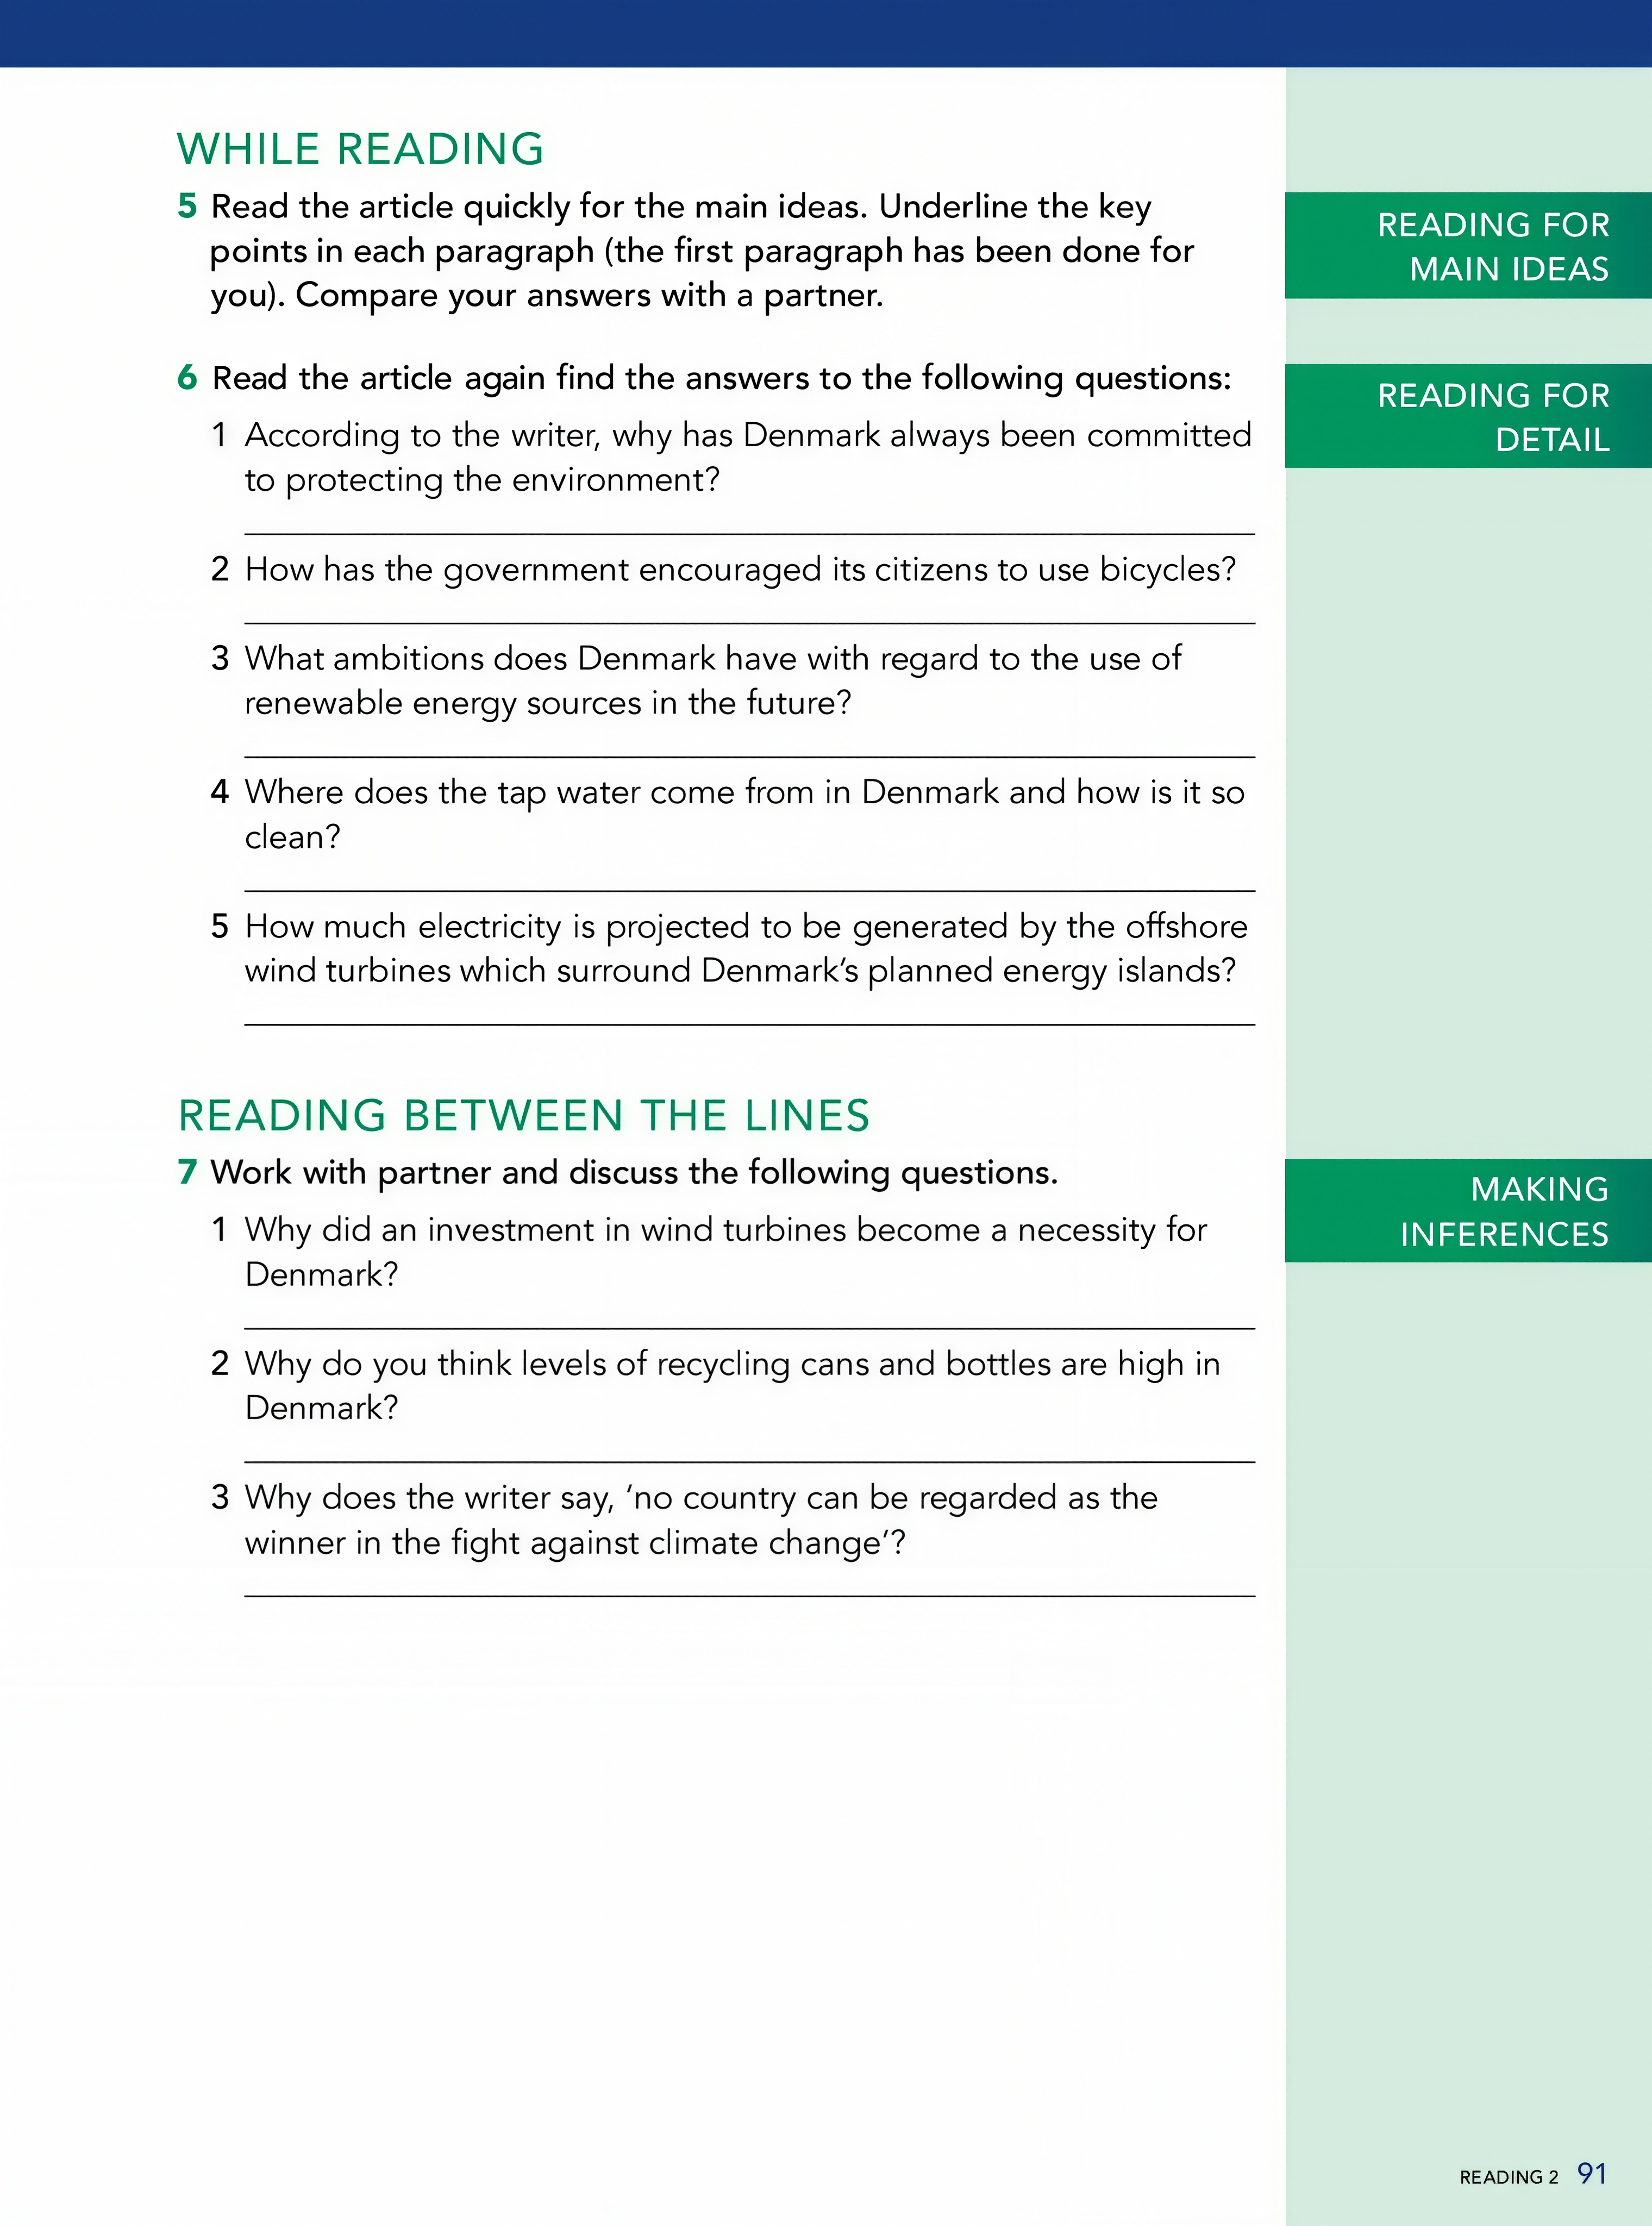 WHILE READING
5 Read the article quickly for the main ideas. Underline the key
points in each paragraph (the first paragraph has been done for
you). Compare your answers with a partner.
READING FOR
MAIN IDEAS
6 Read the article again find the answers to the following questions:
READING FOR
DETAIL
1 According to the writer, why has Denmark always been committed
to protecting the environment?
2 How has the government encouraged its citizens to use bicycles?
3 What ambitions does Denmark have with regard to the use of
renewable energy sources in the future?
4 Where does the tap water come from in Denmark and how is it so
clean?
5 How much electricity is projected to be generated by the offshore
wind turbines which surround Denmark’s planned energy islands?
READING BETWEEN THE LINES
7 Work with partner and discuss the following questions.
MAKING
INFERENCES
1 Why did an investment in wind turbines become a necessity for
Denmark?
2 Why do you think levels of recycling cans and bottles are high in
Denmark?
3 Why does the writer say, ‘no country can be regarded as the
winner in the fight against climate change’?
READING 2 91